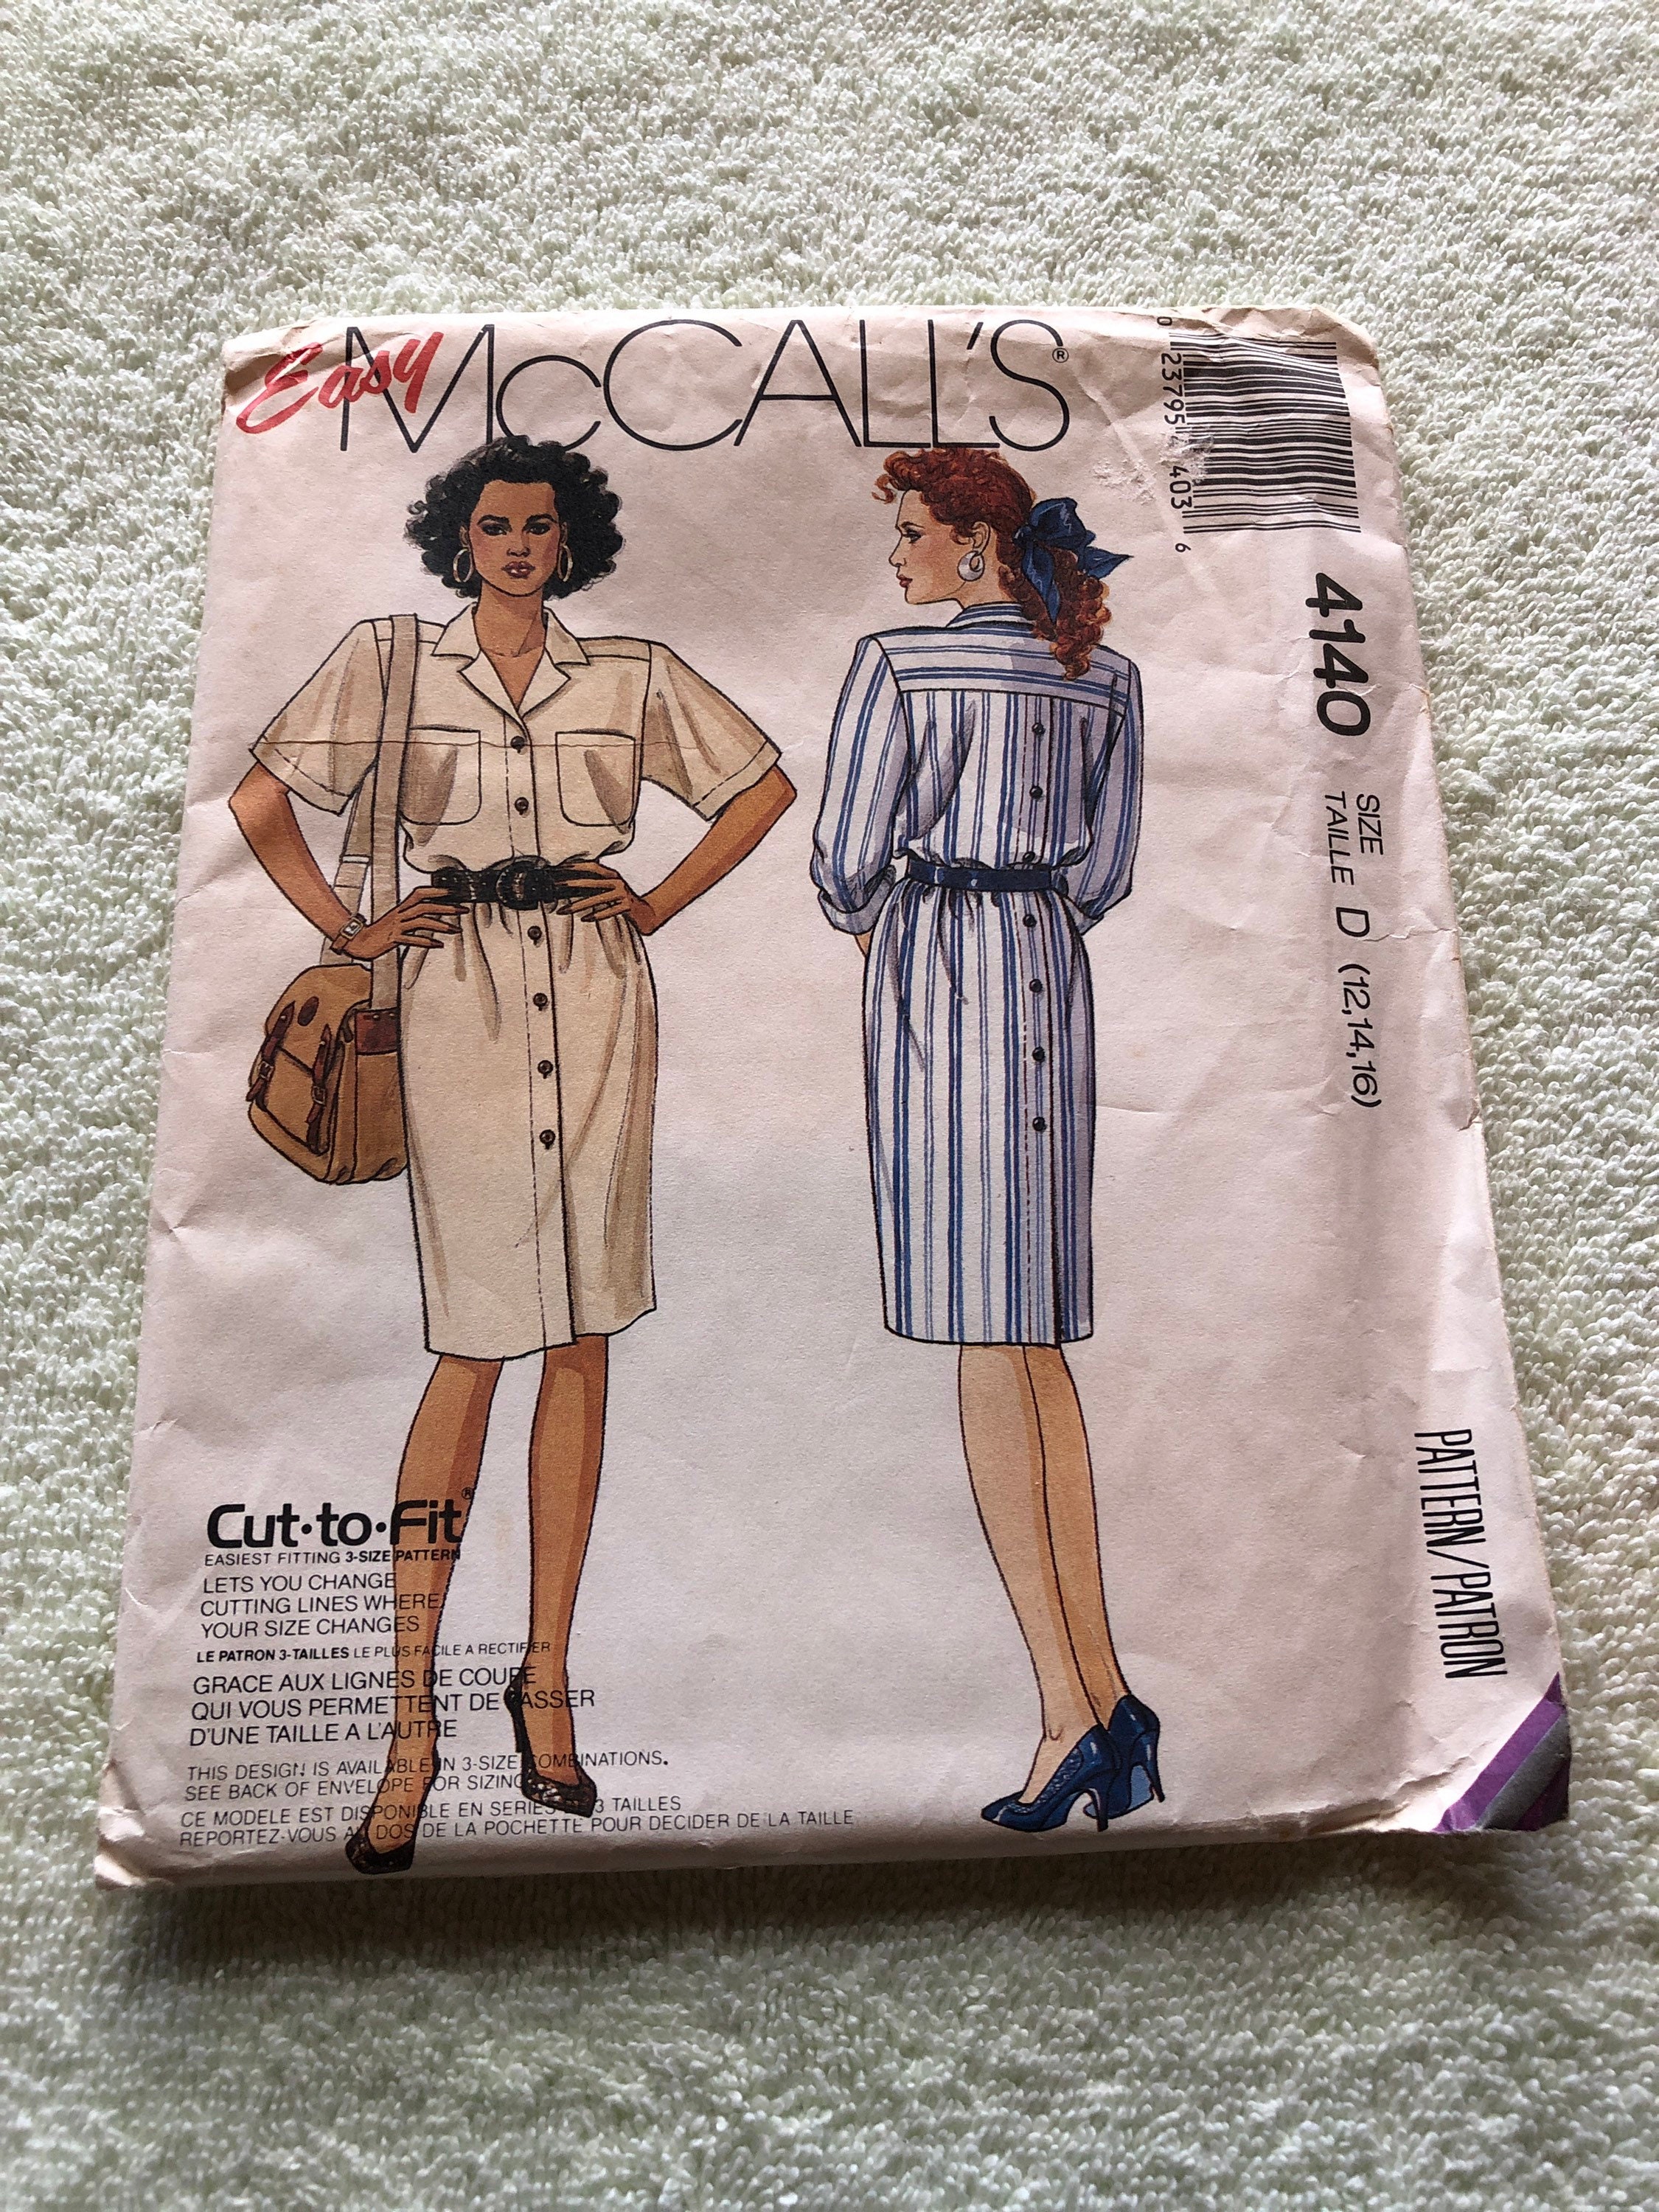 Easy McCALL'S®
0 23795 4403 6
4140 SIZE D (12,14,16)
TAILLE
PATTERN/PATRON
Cut•to•Fit®
EASIEST FITTING 3-SIZE PATTERN
LETS YOU CHANGE
CUTTING LINES WHERE
YOUR SIZE CHANGES
LE PATRON 3-TAILLES LE PLUS FACILE A RECTIFIER
GRACE AUX LIGNES DE COUPE
QUI VOUS PERMETTENT DE PASSER
D'UNE TAILLE A L'AUTRE
THIS DESIGN IS AVAILABLE IN 3-SIZE COMBINATIONS.
SEE BACK OF ENVELOPE FOR SIZING
CE MODELE EST DISPONIBLE EN SERIES DE 3 TAILLES
REPORTEZ-VOUS AU DOS DE LA POCHETTE POUR DECIDER DE LA TAILLE